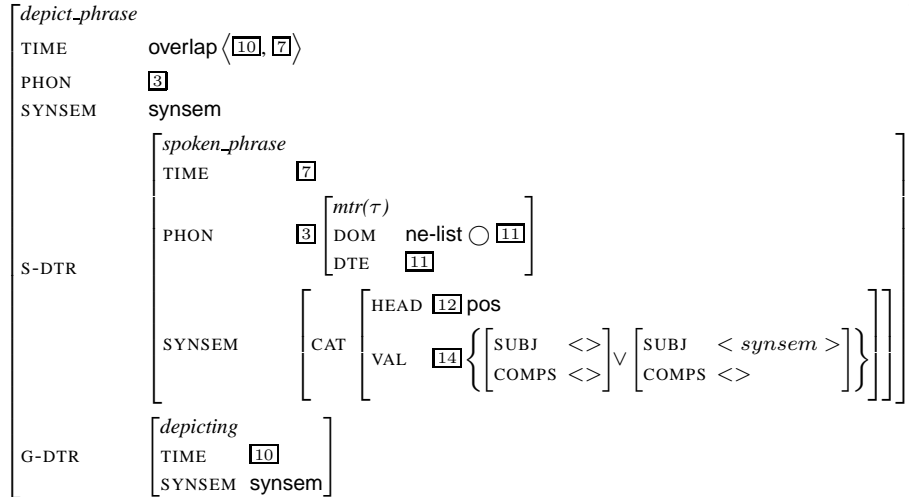 depict_phrase
TIME overlap ⟨[10], [7]⟩
PHON [3]
SYNSEM synsem
S-DTR
spoken_phrase
TIME [7]
PHON [3]
mtr(τ)
DOM ne-list ◯ [11]
DTE [11]
SYNSEM
CAT
HEAD [12] pos
VAL [14] { [SUBJ <> COMPS <>] ∨ [SUBJ < synsem > COMPS <>] }
G-DTR
depicting
TIME [10]
SYNSEM synsem